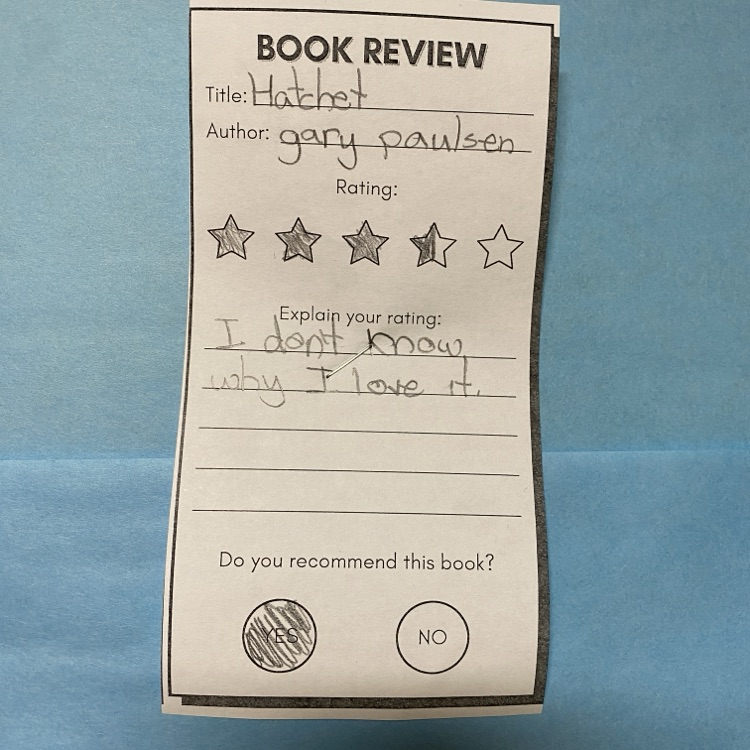 BOOK REVIEW
Title: Hatchet
Author: gary paulsen
Rating:
Explain your rating:
I don't know
why I love it.
Do you recommend this book?
YES NO